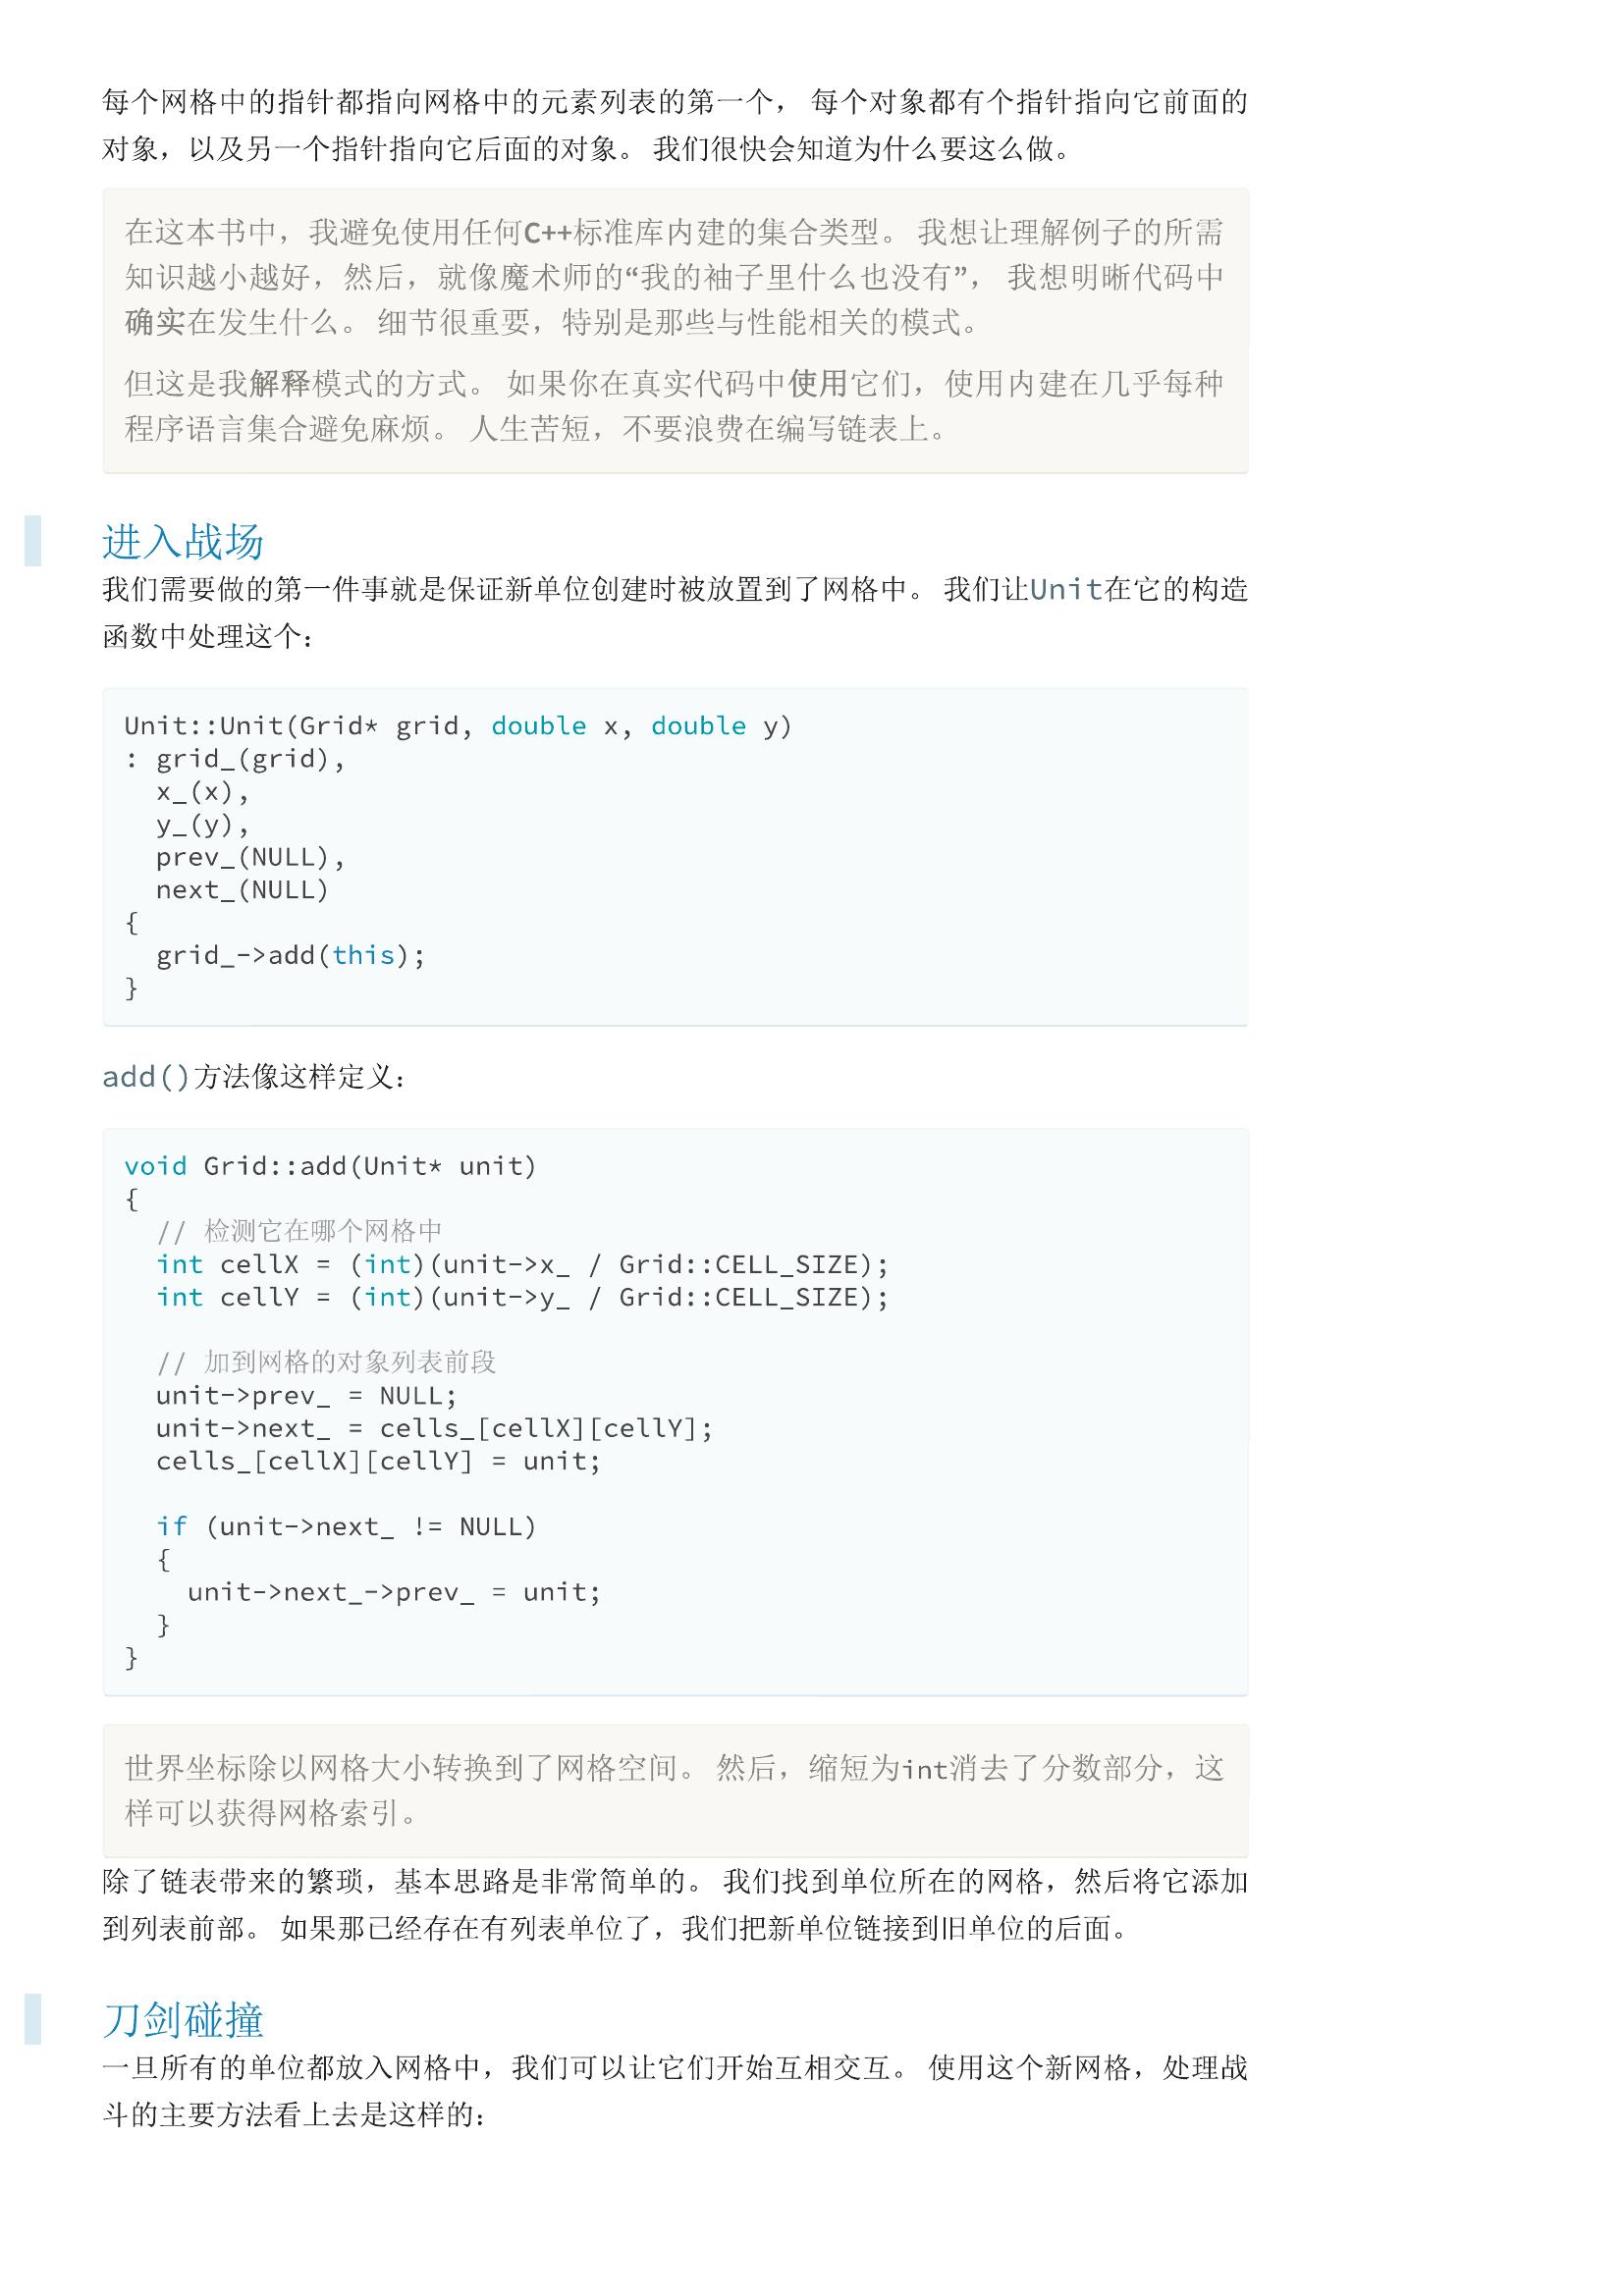 每个网格中的指针都指向网格中的元素列表的第一个， 每个对象都有个指针指向它前面的
对象，以及另一个指针指向它后面的对象。 我们很快会知道为什么要这么做。
在这本书中，我避免使用任何C++标准库内建的集合类型。 我想让理解例子的所需
知识越小越好，然后，就像魔术师的“我的袖子里什么也没有”， 我想明晰代码中
确实在发生什么。 细节很重要，特别是那些与性能相关的模式。
但这是我解释模式的方式。 如果你在真实代码中使用它们，使用内建在几乎每种
程序语言集合避免麻烦。 人生苦短，不要浪费在编写链表上。
进入战场
我们需要做的第一件事就是保证新单位创建时被放置到了网格中。 我们让Unit在它的构造
函数中处理这个：
Unit::Unit(Grid* grid, double x, double y)
: grid_(grid),
  x_(x),
  y_(y),
  prev_(NULL),
  next_(NULL)
{
  grid_->add(this);
}
add()方法像这样定义：
void Grid::add(Unit* unit)
{
  // 检测它在哪个网格中
  int cellX = (int)(unit->x_ / Grid::CELL_SIZE);
  int cellY = (int)(unit->y_ / Grid::CELL_SIZE);
  // 加到网格的对象列表前段
  unit->prev_ = NULL;
  unit->next_ = cells_[cellX][cellY];
  cells_[cellX][cellY] = unit;
  if (unit->next_ != NULL)
  {
    unit->next_->prev_ = unit;
  }
}
世界坐标除以网格大小转换到了网格空间。 然后，缩短为int消去了分数部分，这
样可以获得网格索引。
除了链表带来的繁琐，基本思路是非常简单的。 我们找到单位所在的网格，然后将它添加
到列表前部。 如果那已经存在有列表单位了，我们把新单位链接到旧单位的后面。
刀剑碰撞
一旦所有的单位都放入网格中，我们可以让它们开始互相交互。 使用这个新网格，处理战
斗的主要方法看上去是这样的：